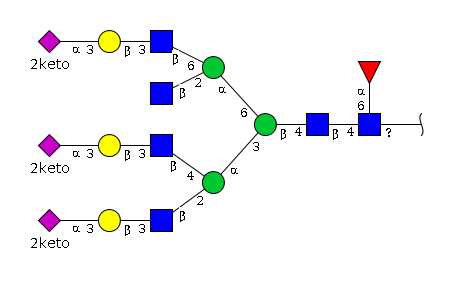 α 3 β 3 β 6
2keto
2 α
β
α
6
6
3 β 4 β 4 ?
α 3 β 3
2keto
β 4 α
2
α 3 β 3 β
2keto